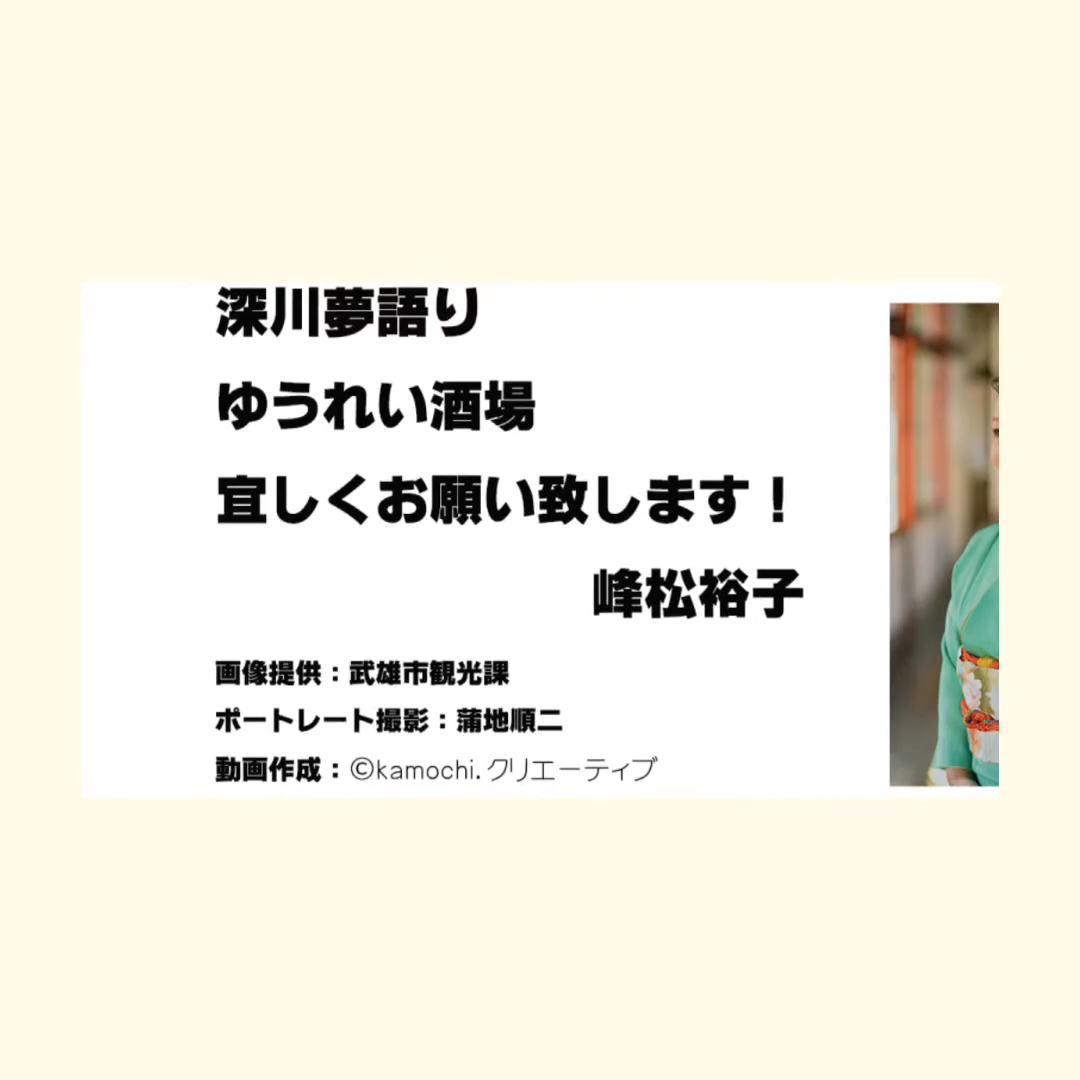 深川夢語り
ゆうれい酒場
宜しくお願い致します！
峰松裕子
画像提供：武雄市観光課
ポートレート撮影：蒲地順二
動画作成：©kamochi.クリエーティブ